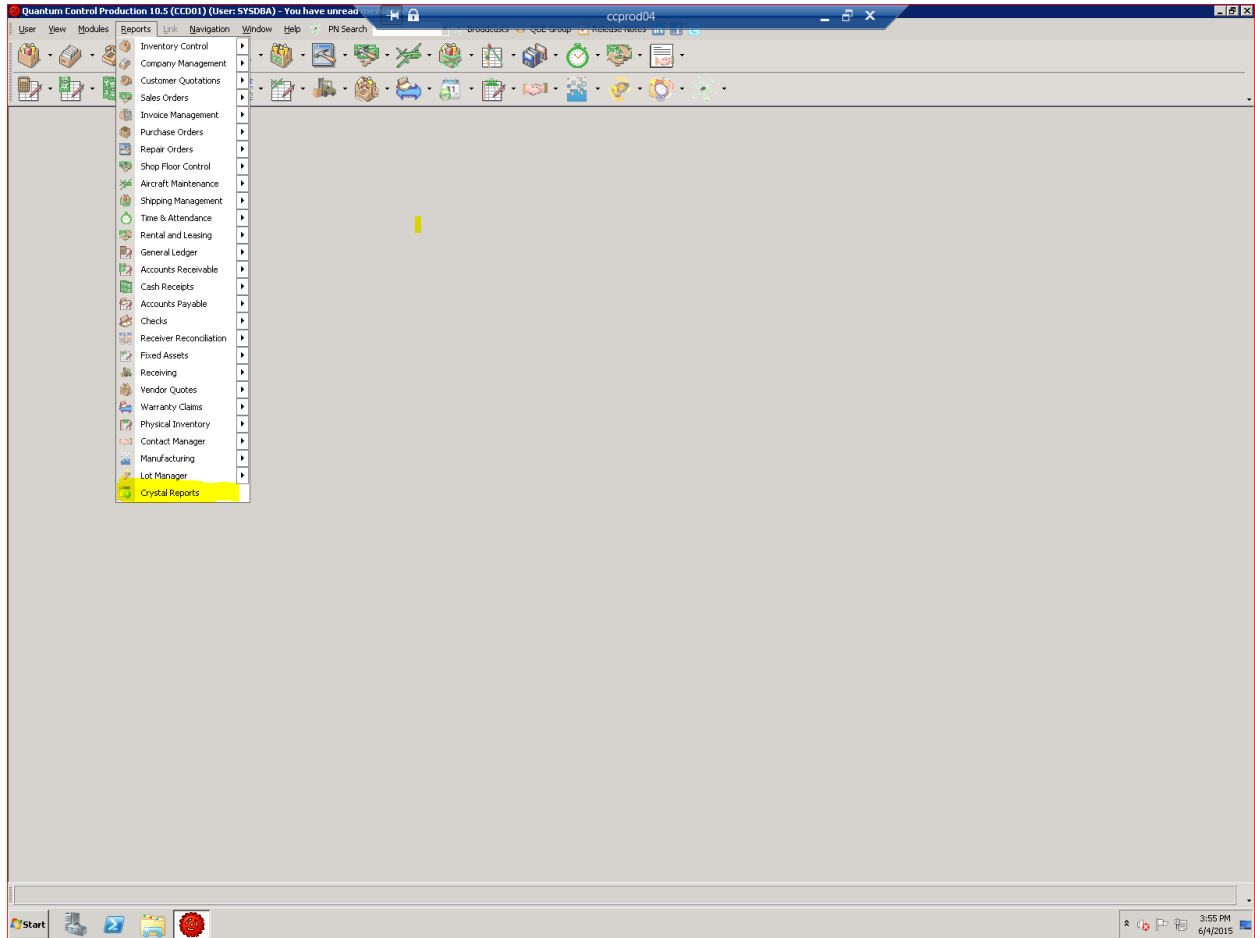 Quantum Control Production 10.5 (CCD01) (User: SYSDBA) - You have unread
ccprod04
User View Modules Reports Link Navigation Window Help PN Search Broadcasts QCE Group Release Notes
Inventory Control
Company Management
Customer Quotations
Sales Orders
Invoice Management
Purchase Orders
Repair Orders
Shop Floor Control
Aircraft Maintenance
Shipping Management
Time & Attendance
Rental and Leasing
General Ledger
Accounts Receivable
Cash Receipts
Accounts Payable
Checks
Receiver Reconciliation
Fixed Assets
Receiving
Vendor Quotes
Warranty Claims
Physical Inventory
Contact Manager
Manufacturing
Lot Manager
Crystal Reports
Start
3:55 PM
6/4/2015